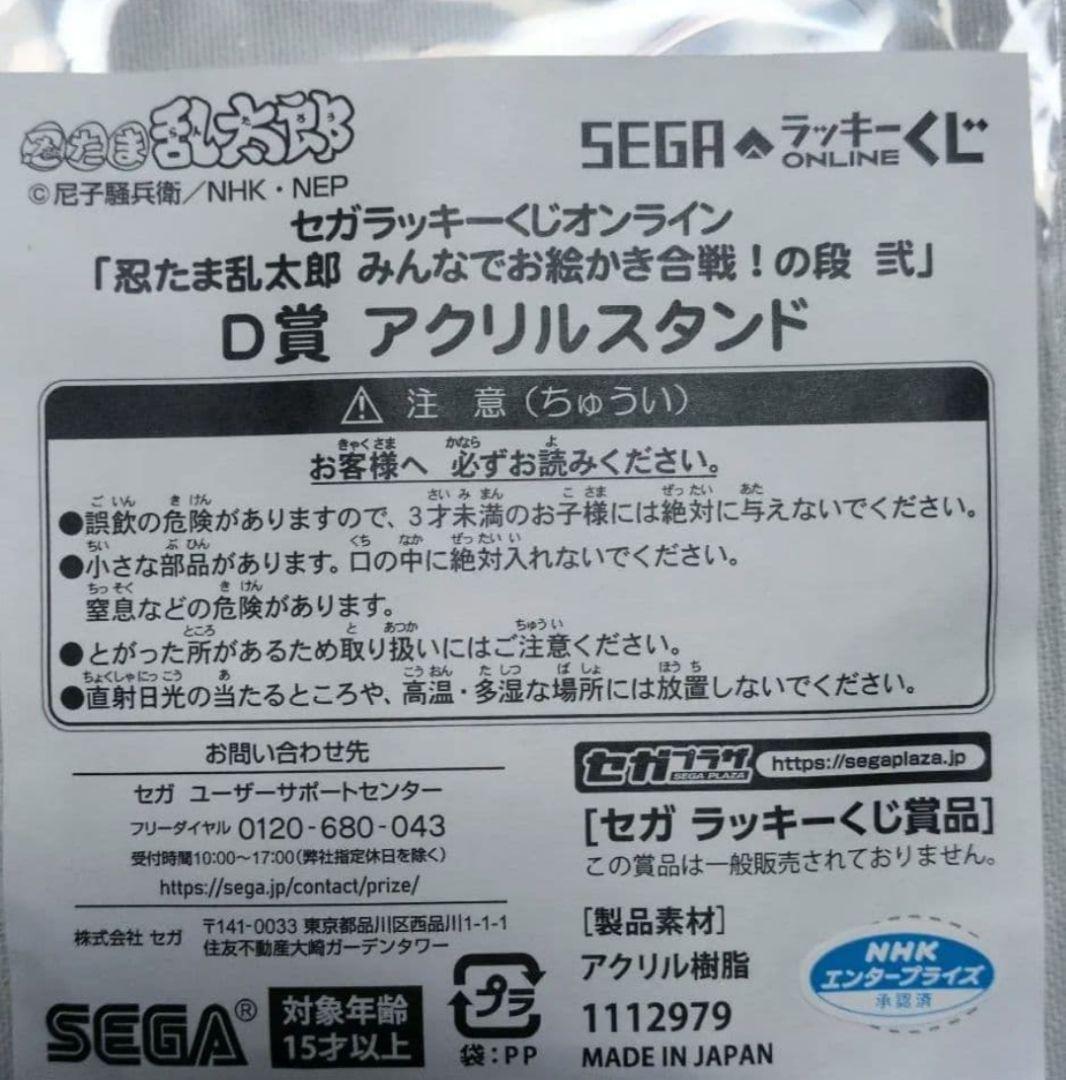 忍たま乱太郎
©尼子騒兵衛／NHK・NEP
SEGA ラッキーくじ ONLINE
セガラッキーくじオンライン
「忍たま乱太郎 みんなでお絵かき合戦！の段 弐」
D賞 アクリルスタンド
注 意（ちゅうい）
お客様へ 必ずお読みください。
●誤飲の危険がありますので、3才未満のお子様には絶対に与えないでください。
●小さな部品があります。口の中に絶対入れないでください。
窒息などの危険があります。
●とがった所があるため取り扱いにはご注意ください。
●直射日光の当たるところや、高温・多湿な場所には放置しないでください。
お問い合わせ先
セガ ユーザーサポートセンター
フリーダイヤル 0120-680-043
受付時間10:00〜17:00（弊社指定休日を除く）
https://sega.jp/contact/prize/
株式会社 セガ
〒141-0033 東京都品川区西品川1-1-1
住友不動産大崎ガーデンタワー
SEGA®
対象年齢
15才以上
プラ
袋：PP
セガプラザ
SEGA PLAZA
https://segaplaza.jp
[セガ ラッキーくじ賞品]
この賞品は一般販売されておりません。
[製品素材]
アクリル樹脂
1112979
MADE IN JAPAN
NHK
エンタープライズ
承認済